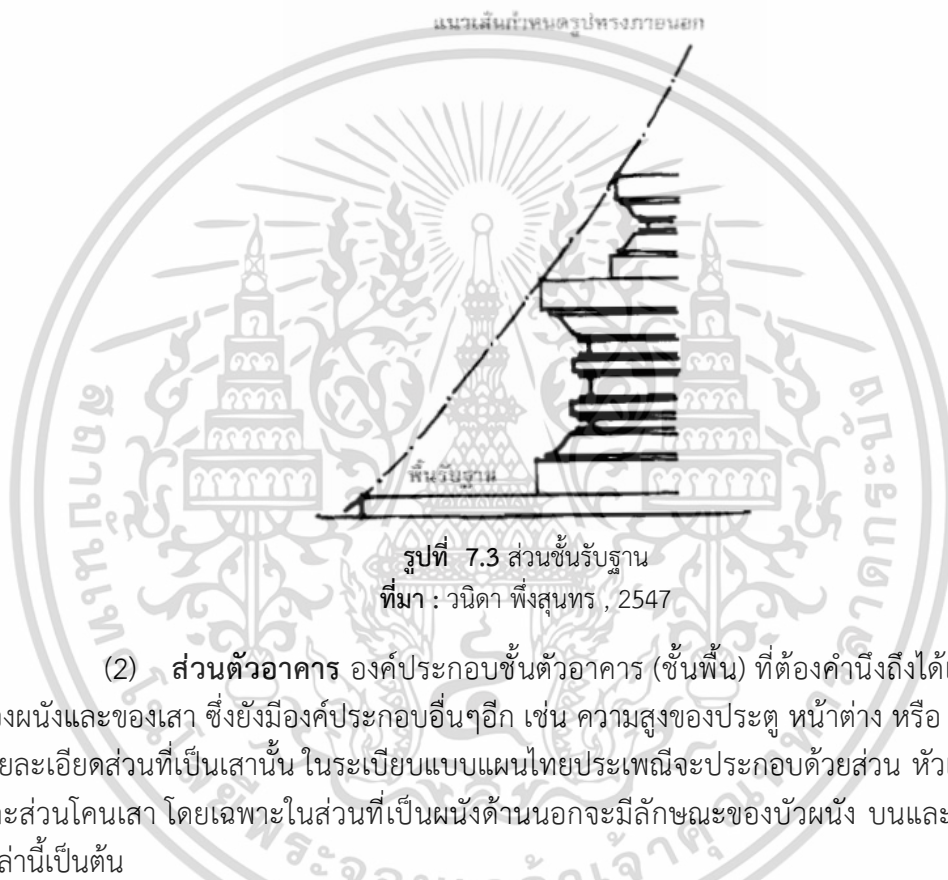 แนวเส้นกำหนดรูปทรงภายนอก
พื้นรับฐาน
รูปที่ 7.3 ส่วนชั้นรับฐาน
ที่มา : วนิดา พึ่งสุนทร , 2547
(2) ส่วนตัวอาคาร องค์ประกอบชั้นตัวอาคาร (ชั้นพื้น) ที่ต้องคำนึงถึงได้
ผนังและของเสา ซึ่งยังมีองค์ประกอบอื่นๆอีก เช่น ความสูงของประตู หน้าต่าง หรือ
ยละเอียดส่วนที่เป็นเสานั้น ในระเบียบแบบแผนไทยประเพณีจะประกอบด้วยส่วน หัว
ะส่วนโคนเสา โดยเฉพาะในส่วนที่เป็นผนังด้านนอกจะมีลักษณะของบัวผนัง บนและ
ล่านี้เป็นต้น